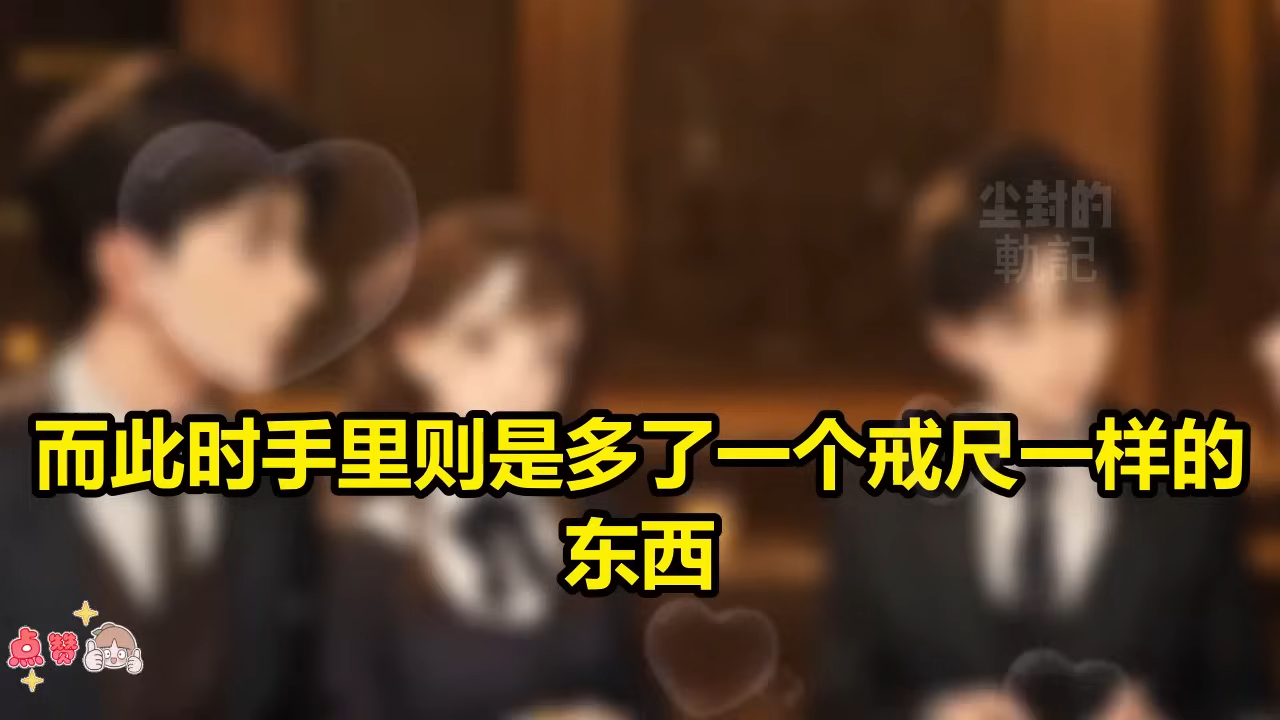 尘封的
軌記
而此时手里则是多了一个戒尺一样的
东西
点赞